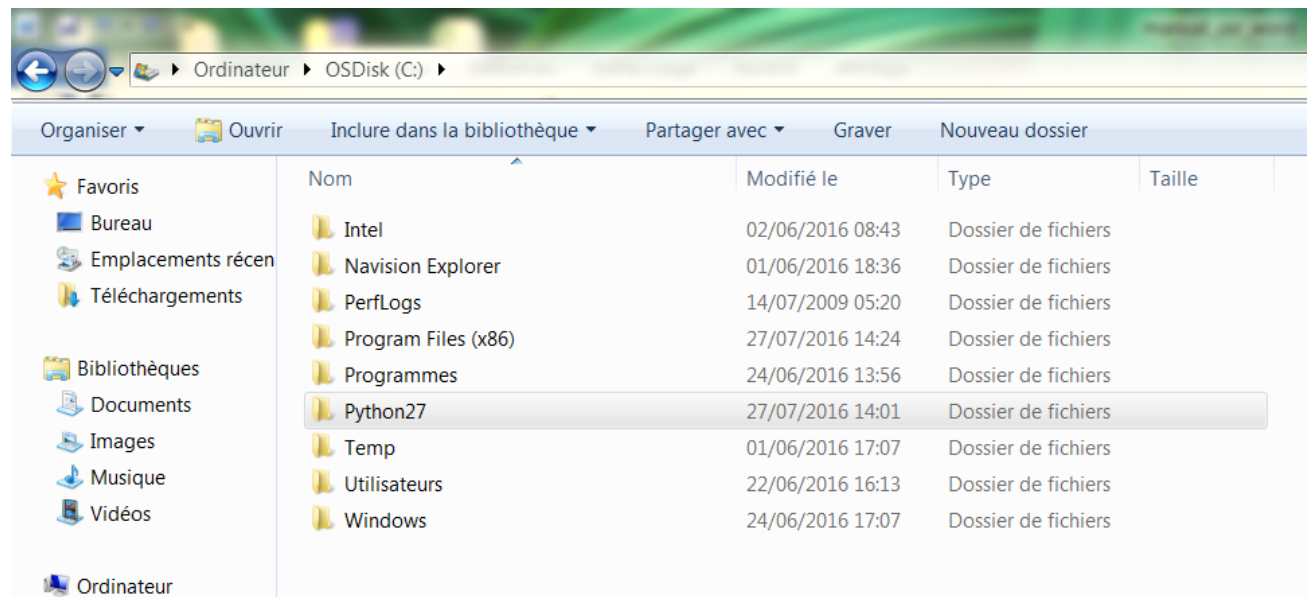 Ordinateur OSDisk (C:)
Organiser Ouvrir Inclure dans la bibliothèque Partager avec Graver Nouveau dossier
Favoris
Bureau
Emplacements récen
Téléchargements
Bibliothèques
Documents
Images
Musique
Vidéos
Ordinateur
Nom Modifié le Type Taille
Intel 02/06/2016 08:43 Dossier de fichiers
Navision Explorer 01/06/2016 18:36 Dossier de fichiers
PerfLogs 14/07/2009 05:20 Dossier de fichiers
Program Files (x86) 27/07/2016 14:24 Dossier de fichiers
Programmes 24/06/2016 13:56 Dossier de fichiers
Python27 27/07/2016 14:01 Dossier de fichiers
Temp 01/06/2016 17:07 Dossier de fichiers
Utilisateurs 22/06/2016 16:13 Dossier de fichiers
Windows 24/06/2016 17:07 Dossier de fichiers